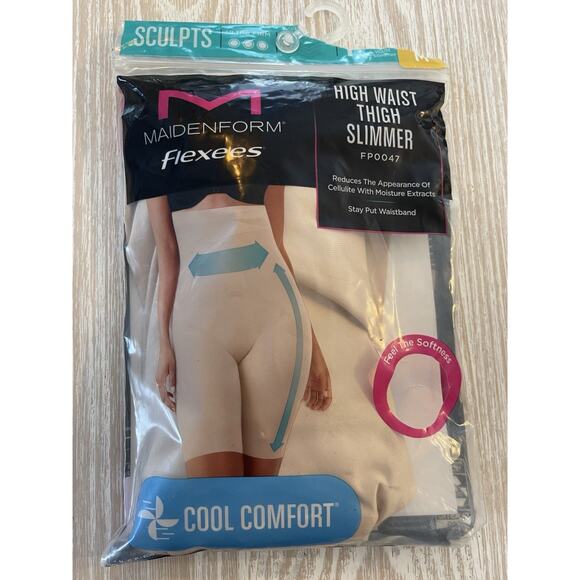 SCULPTS
MAIDENFORM®
flexees
HIGH WAIST
THIGH
SLIMMER
FP0047
Reduces The Appearance Of
Cellulite With Moisture Extracts
Stay Put Waistband
Feel The Softness
COOL COMFORT®